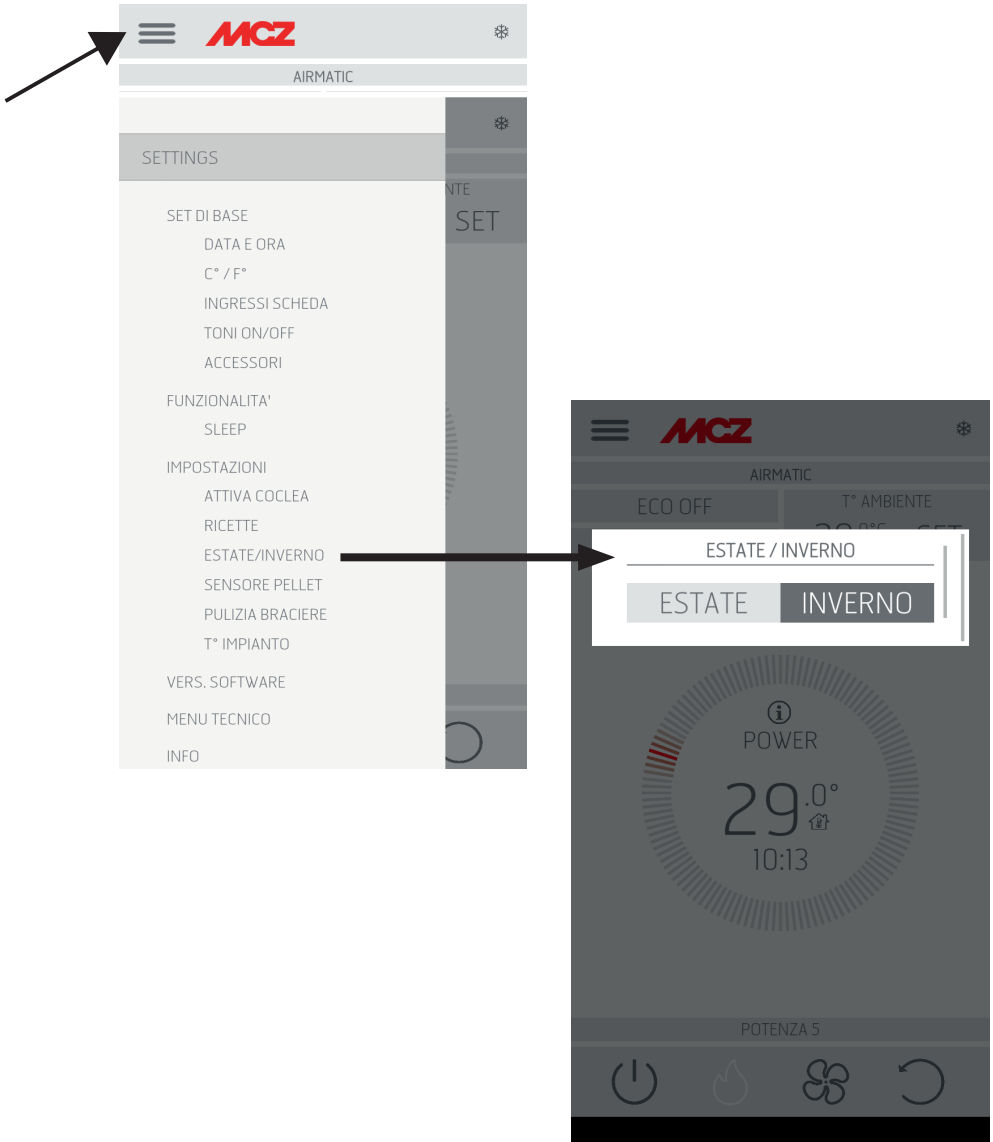 MCZ
AIRMATIC
SETTINGS
NTE
SET
SET DI BASE
DATA E ORA
C° / F°
INGRESSI SCHEDA
TONI ON/OFF
ACCESSORI
FUNZIONALITA'
SLEEP
IMPOSTAZIONI
ATTIVA COCLEA
RICETTE
ESTATE/INVERNO
SENSORE PELLET
PULIZIA BRACIERE
T° IMPIANTO
VERS. SOFTWARE
MENU TECNICO
INFO
MCZ
AIRMATIC
ECO OFF
T° AMBIENTE
ESTATE / INVERNO
ESTATE INVERNO
POWER
29.0°
10:13
POTENZA 5